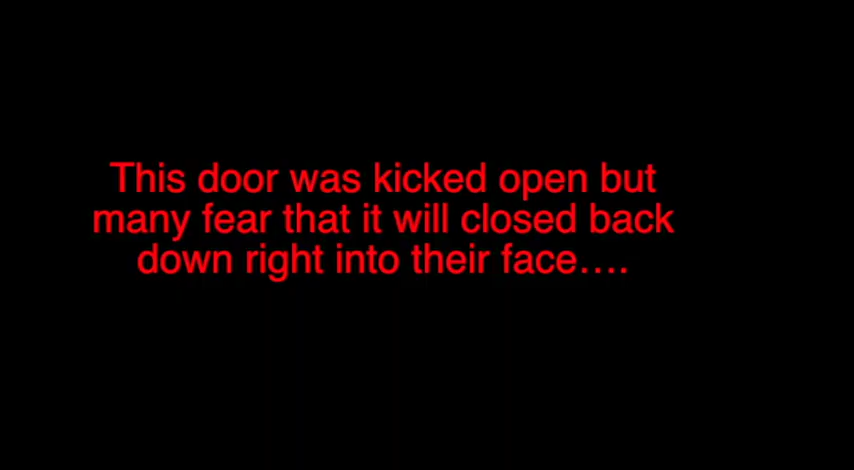 This door was kicked open but
many fear that it will closed back
down right into their face....